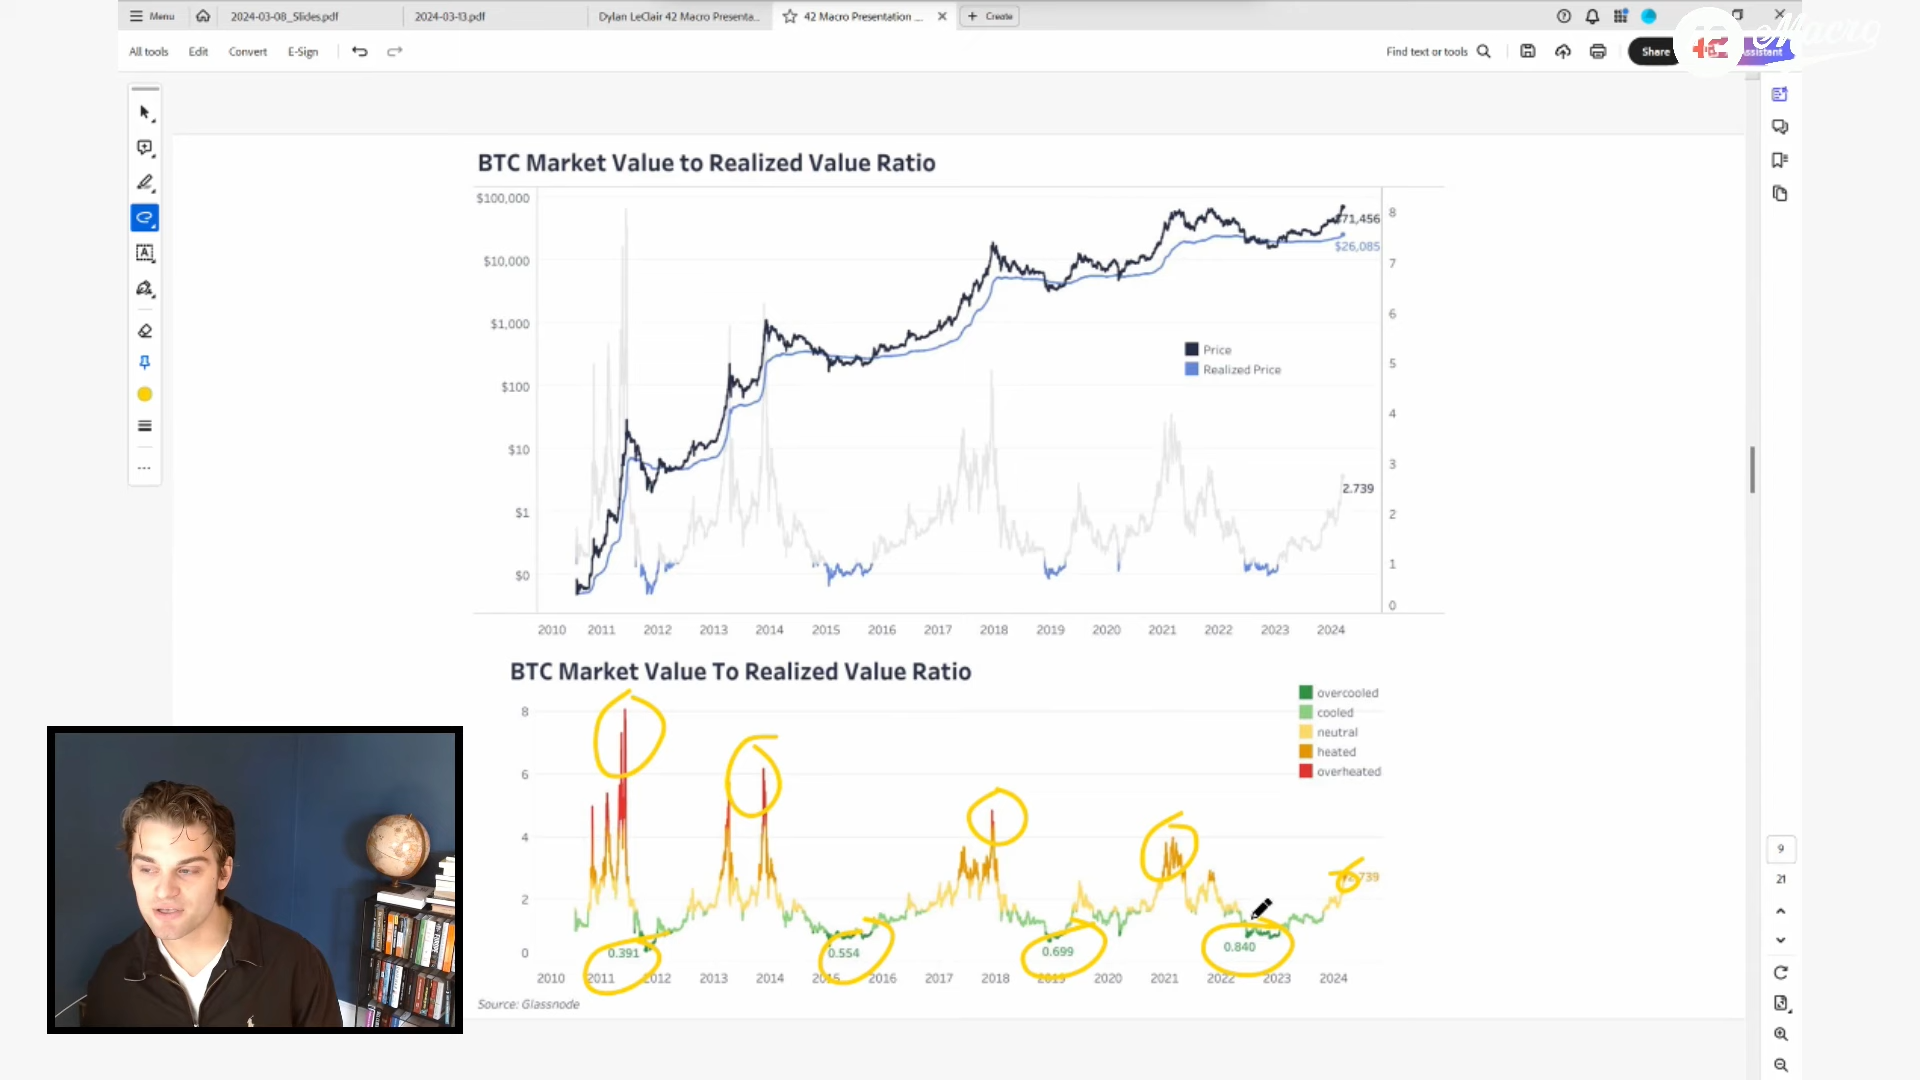 Menu
2024-03-08_Slides.pdf
2024-03-13.pdf
Dylan LeClair 42 Macro Presenta...
42 Macro Presentation ...
Create
All tools
Edit
Convert
E-Sign
Find text or tools
Share
42 Macro
BTC Market Value to Realized Value Ratio
$100,000
$10,000
$1,000
$100
$10
$1
$0
$71,456
$26,085
Price
Realized Price
2.739
8
7
6
5
4
3
2
1
0
2010 2011 2012 2013 2014 2015 2016 2017 2018 2019 2020 2021 2022 2023 2024
BTC Market Value To Realized Value Ratio
overcooled
cooled
neutral
heated
overheated
8
6
4
2
0
0.391
0.554
0.699
0.840
2.739
2010 2011 2012 2013 2014 2015 2016 2017 2018 2019 2020 2021 2022 2023 2024
Source: Glassnode
9
21